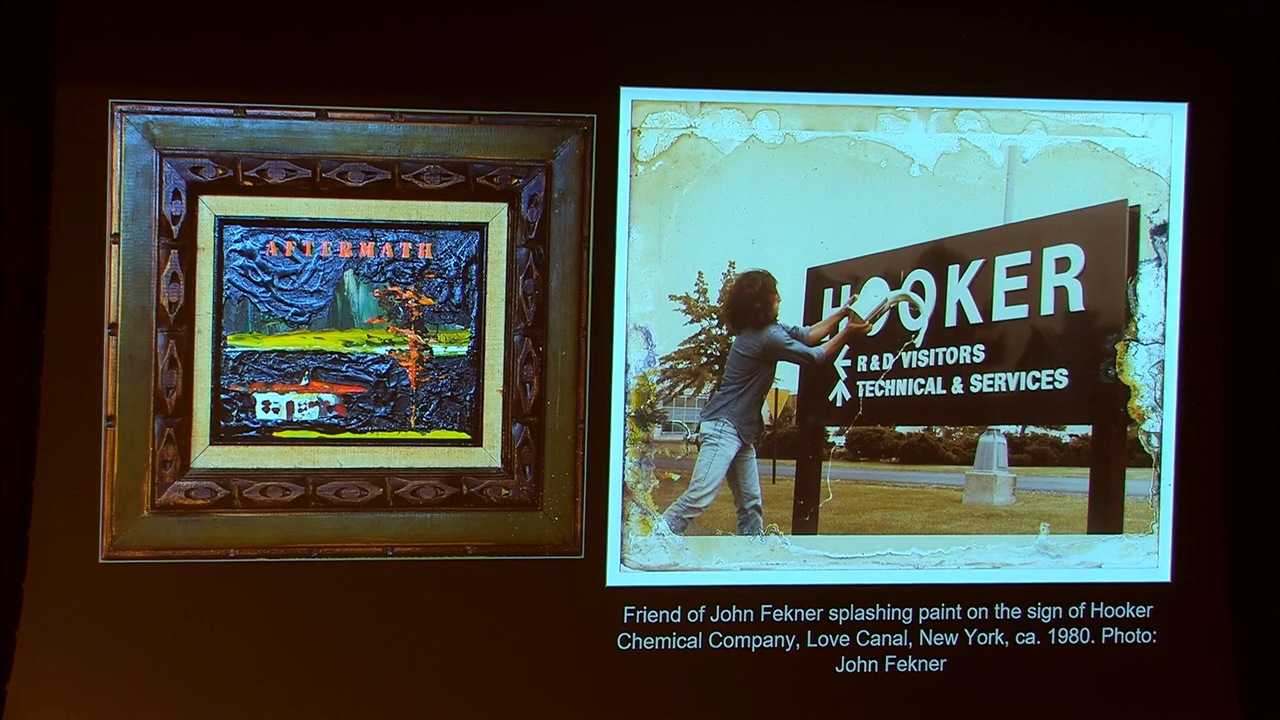 AFTERMATH
HOOKER
R&D VISITORS
TECHNICAL & SERVICES
Friend of John Fekner splashing paint on the sign of Hooker
Chemical Company, Love Canal, New York, ca. 1980. Photo:
John Fekner